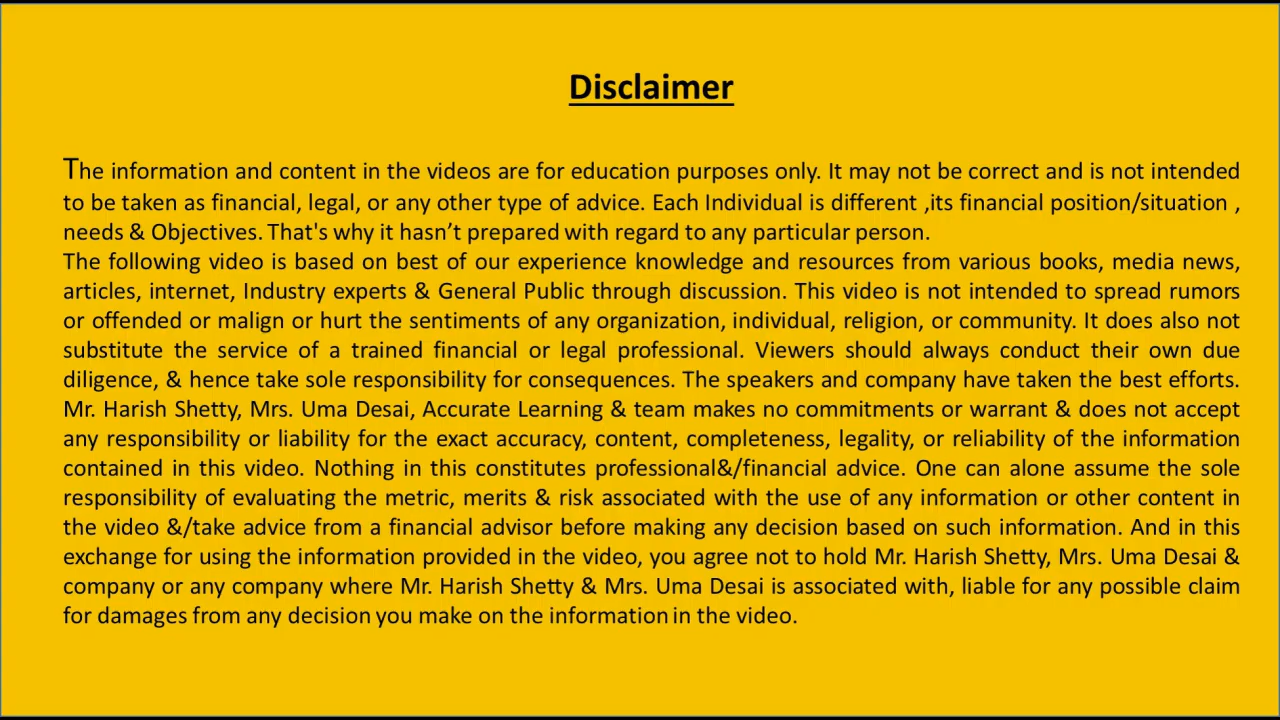 Disclaimer
The information and content in the videos are for education purposes only. It may not be correct and is not intended
to be taken as financial, legal, or any other type of advice. Each Individual is different ,its financial position/situation ,
needs & Objectives. That's why it hasn’t prepared with regard to any particular person.
The following video is based on best of our experience knowledge and resources from various books, media news,
articles, internet, Industry experts & General Public through discussion. This video is not intended to spread rumors
or offended or malign or hurt the sentiments of any organization, individual, religion, or community. It does also not
substitute the service of a trained financial or legal professional. Viewers should always conduct their own due
diligence, & hence take sole responsibility for consequences. The speakers and company have taken the best efforts.
Mr. Harish Shetty, Mrs. Uma Desai, Accurate Learning & team makes no commitments or warrant & does not accept
any responsibility or liability for the exact accuracy, content, completeness, legality, or reliability of the information
contained in this video. Nothing in this constitutes professional&/financial advice. One can alone assume the sole
responsibility of evaluating the metric, merits & risk associated with the use of any information or other content in
the video &/take advice from a financial advisor before making any decision based on such information. And in this
exchange for using the information provided in the video, you agree not to hold Mr. Harish Shetty, Mrs. Uma Desai &
company or any company where Mr. Harish Shetty & Mrs. Uma Desai is associated with, liable for any possible claim
for damages from any decision you make on the information in the video.